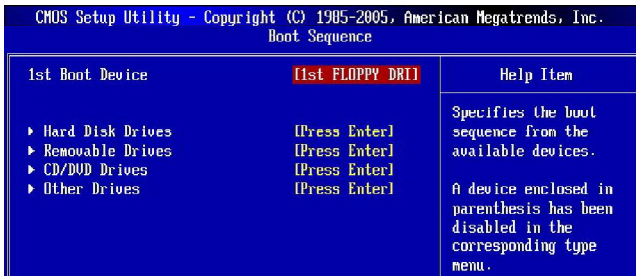 CMOS Setup Utility - Copyright (C) 1985-2005, American Megatrends, Inc.
Boot Sequence
1st Boot Device [1st FLOPPY DRI]
Help Item
▶ Hard Disk Drives [Press Enter]
▶ Removable Drives [Press Enter]
▶ CD/DVD Drives [Press Enter]
▶ Other Drives [Press Enter]
Specifies the boot
sequence from the
available devices.
A device enclosed in
parenthesis has been
disabled in the
corresponding type
menu.